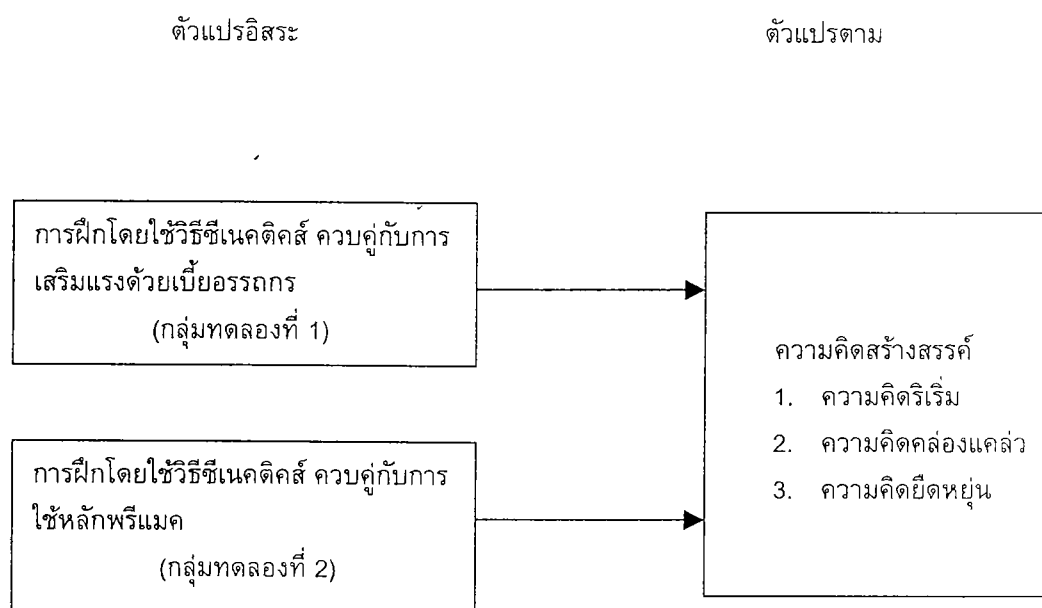 ตัวแปรอิสระ
ตัวแปรตาม
การฝึกโดยใช้วิธีซีเนคติคส์ ควบคู่กับการ
เสริมแรงด้วยเบี้ยอรรถกร
(กลุ่มทดลองที่ 1)
การฝึกโดยใช้วิธีซีเนคติคส์ ควบคู่กับการ
ใช้หลักพรีแมค
(กลุ่มทดลองที่ 2)
ความคิดสร้างสรรค์
1. ความคิดริเริ่ม
2. ความคิดคล่องแคล่ว
3. ความคิดยืดหยุ่น